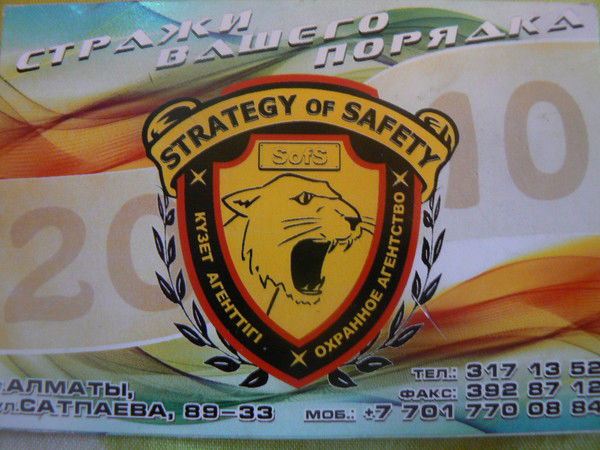 СТРАЖИ
ВАШЕГО
ПОРЯДКА
2010
STRATEGY OF SAFETY
SofS
КҮЗЕТ АГЕНТТІГІ
ОХРАННОЕ АГЕНТСТВО
АЛМАТЫ,
ул.САТПАЕВА, 89-33
ТЕЛ.: 317 13 52
ФАКС: 392 87 12
МОБ.: +7 701 770 08 84